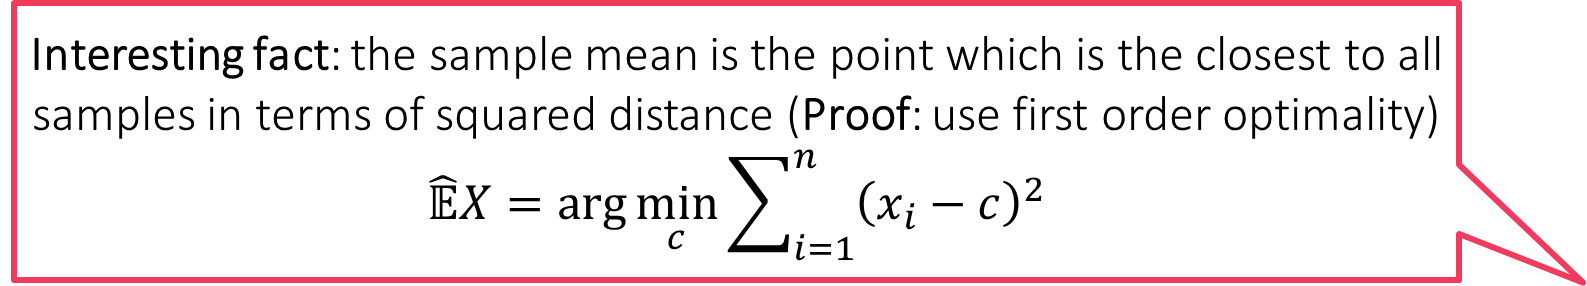 Interesting fact: the sample mean is the point which is the closest to all
samples in terms of squared distance (Proof: use first order optimality)
𝔼̂X = arg min_c ∑_{i=1}^{n} (x_i − c)²